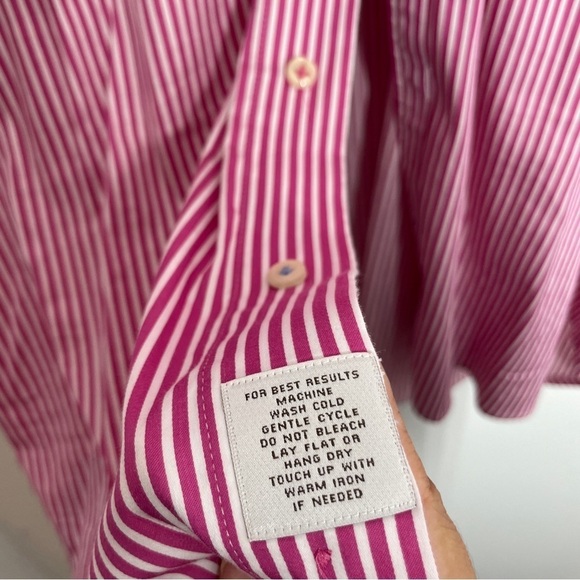 FOR BEST RESULTS
MACHINE
WASH COLD
GENTLE CYCLE
DO NOT BLEACH
LAY FLAT OR
HANG DRY
TOUCH UP WITH
WARM IRON
IF NEEDED